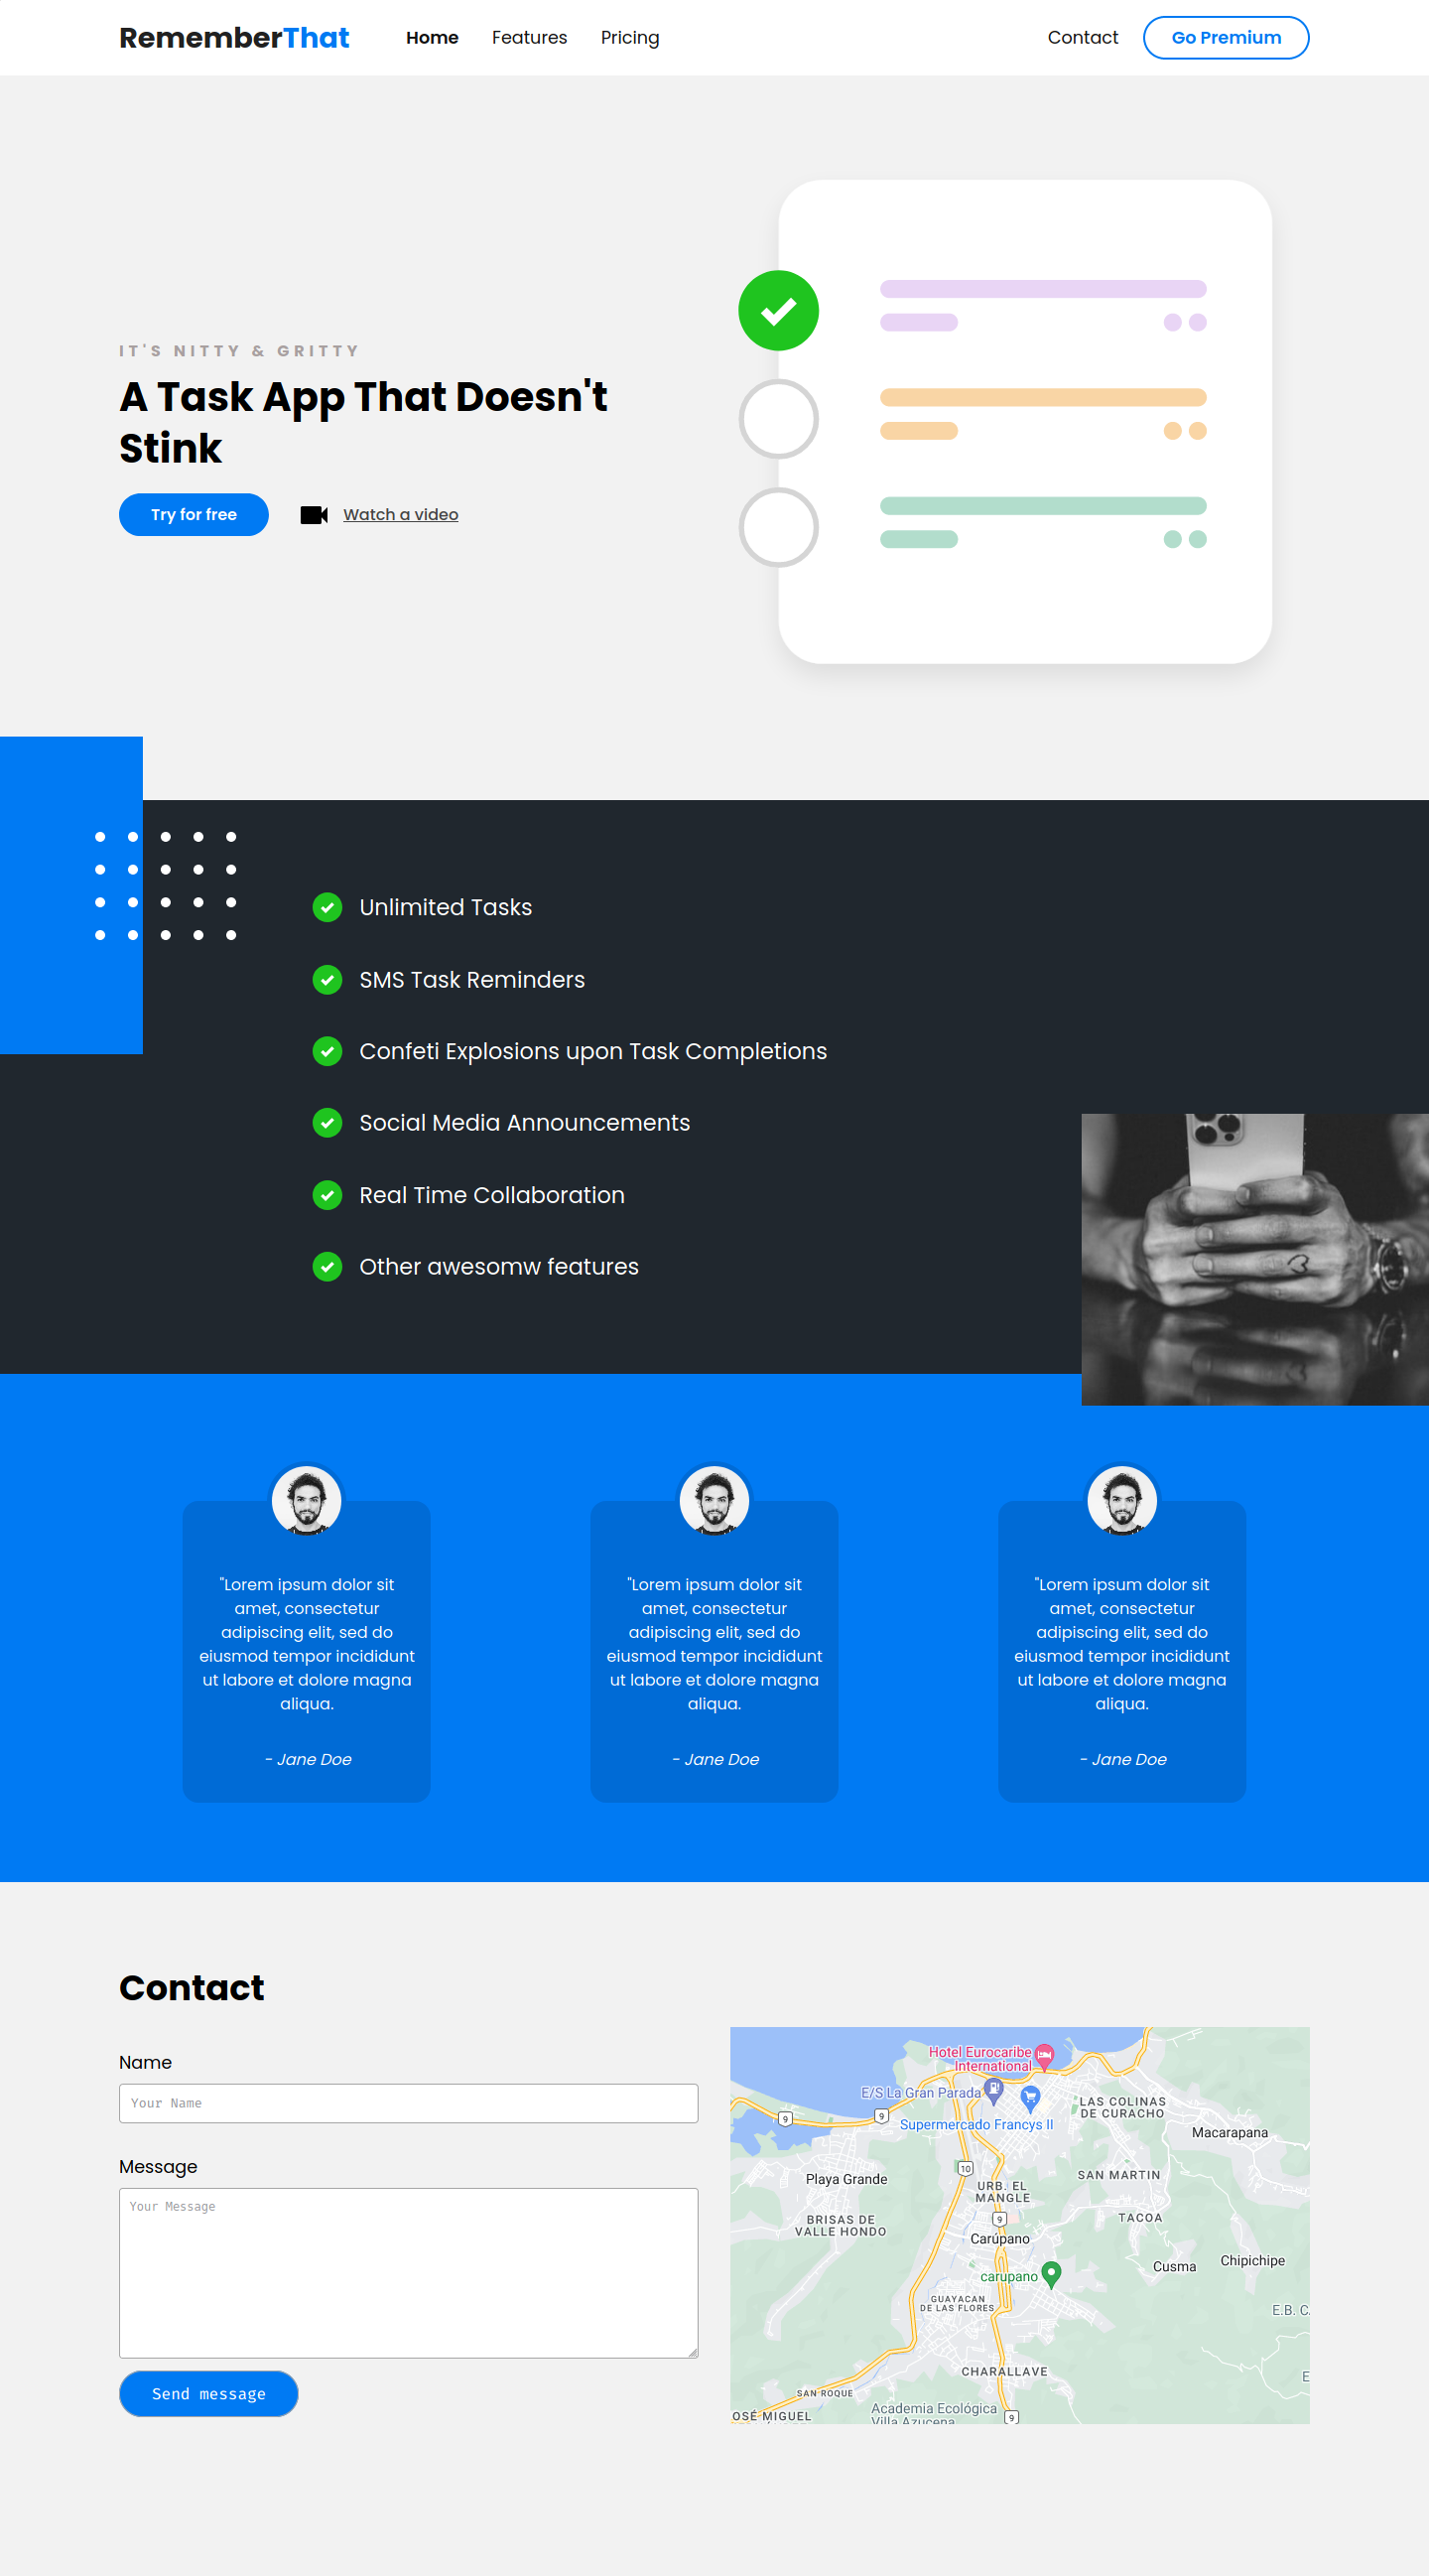 RememberThat
Home Features Pricing
Contact Go Premium
IT'S NITTY & GRITTY
A Task App That Doesn't
Stink
Try for free
Watch a video
Unlimited Tasks
SMS Task Reminders
Confeti Explosions upon Task Completions
Social Media Announcements
Real Time Collaboration
Other awesomw features
"Lorem ipsum dolor sit
amet, consectetur
adipiscing elit, sed do
eiusmod tempor incididunt
ut labore et dolore magna
aliqua.
- Jane Doe
"Lorem ipsum dolor sit
amet, consectetur
adipiscing elit, sed do
eiusmod tempor incididunt
ut labore et dolore magna
aliqua.
- Jane Doe
"Lorem ipsum dolor sit
amet, consectetur
adipiscing elit, sed do
eiusmod tempor incididunt
ut labore et dolore magna
aliqua.
- Jane Doe
Contact
Name
Your Name
Message
Your Message
Send message
Hotel Eurocaribe
International
E/S La Gran Parada
Supermercado Francys II
9
9
LAS COLINAS
DE CURACHO
Macarapana
10
Playa Grande
SAN MARTIN
URB. EL
MANGLE
BRISAS DE
VALLE HONDO
9
TACOA
Carúpano
Cusma
Chipichipe
carupano
GUAYACAN
DE LAS FLORES
E.B. C
CHARALLAVE
E
SAN ROQUE
Academia Ecológica
Villa Azucena
OSÉ MIGUEL
9